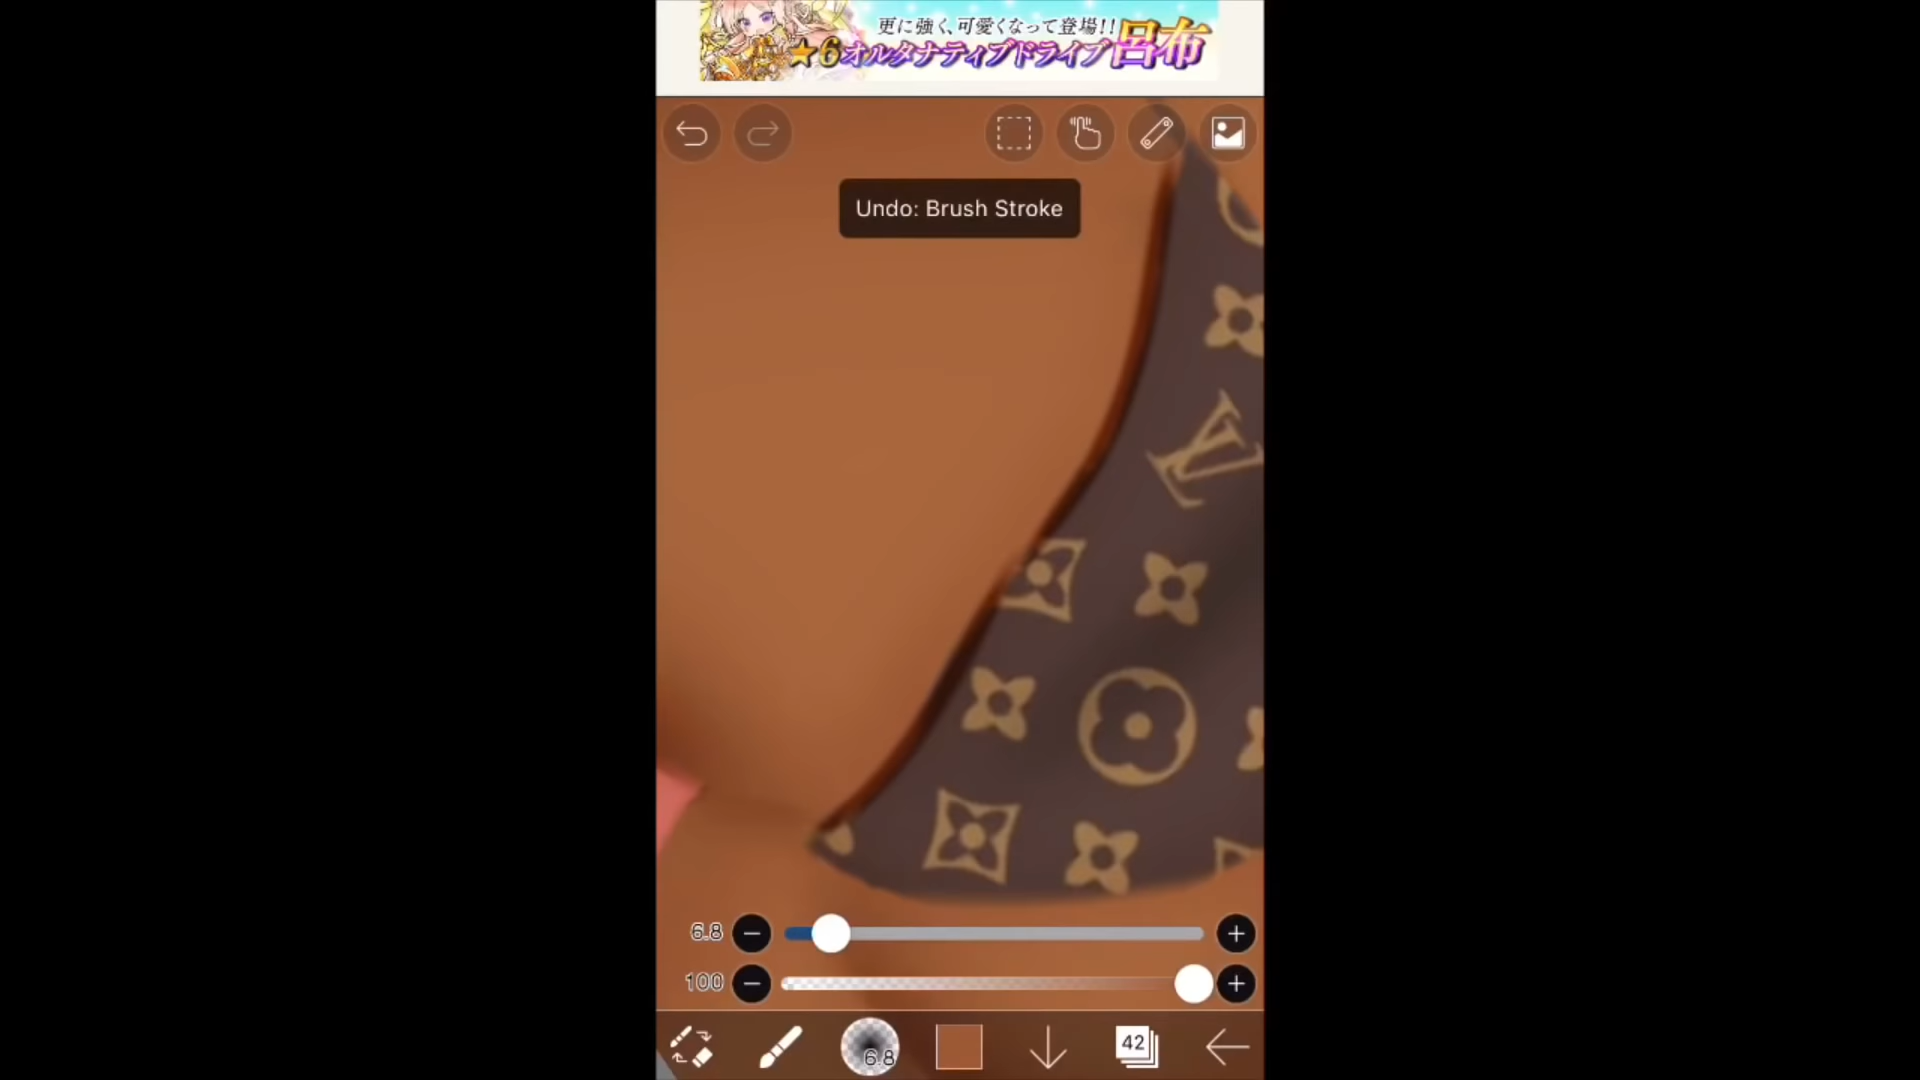 更に強く、可愛くなって登場!!
★6オルタナティブドライブ呂布
Undo: Brush Stroke
6.8
100
6.8
42